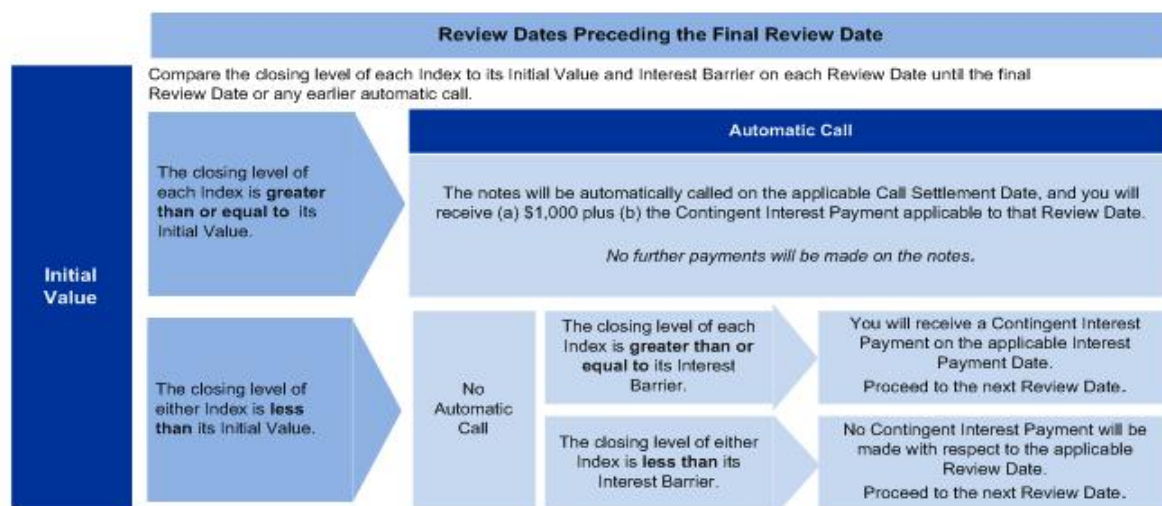 Review Dates Preceding the Final Review Date
Compare the closing level of each Index to its Initial Value and Interest Barrier on each Review Date until the final
Review Date or any earlier automatic call.
Initial
Value
The closing level of
each Index is greater
than or equal to its
Initial Value.
Automatic Call
The notes will be automatically called on the applicable Call Settlement Date, and you will
receive (a) $1,000 plus (b) the Contingent Interest Payment applicable to that Review Date.
No further payments will be made on the notes.
The closing level of
either Index is less
than its Initial Value.
No
Automatic
Call
The closing level of each
Index is greater than or
equal to its Interest
Barrier.
You will receive a Contingent Interest
Payment on the applicable Interest
Payment Date.
Proceed to the next Review Date.
The closing level of either
Index is less than its
Interest Barrier.
No Contingent Interest Payment will be
made with respect to the applicable
Review Date.
Proceed to the next Review Date.